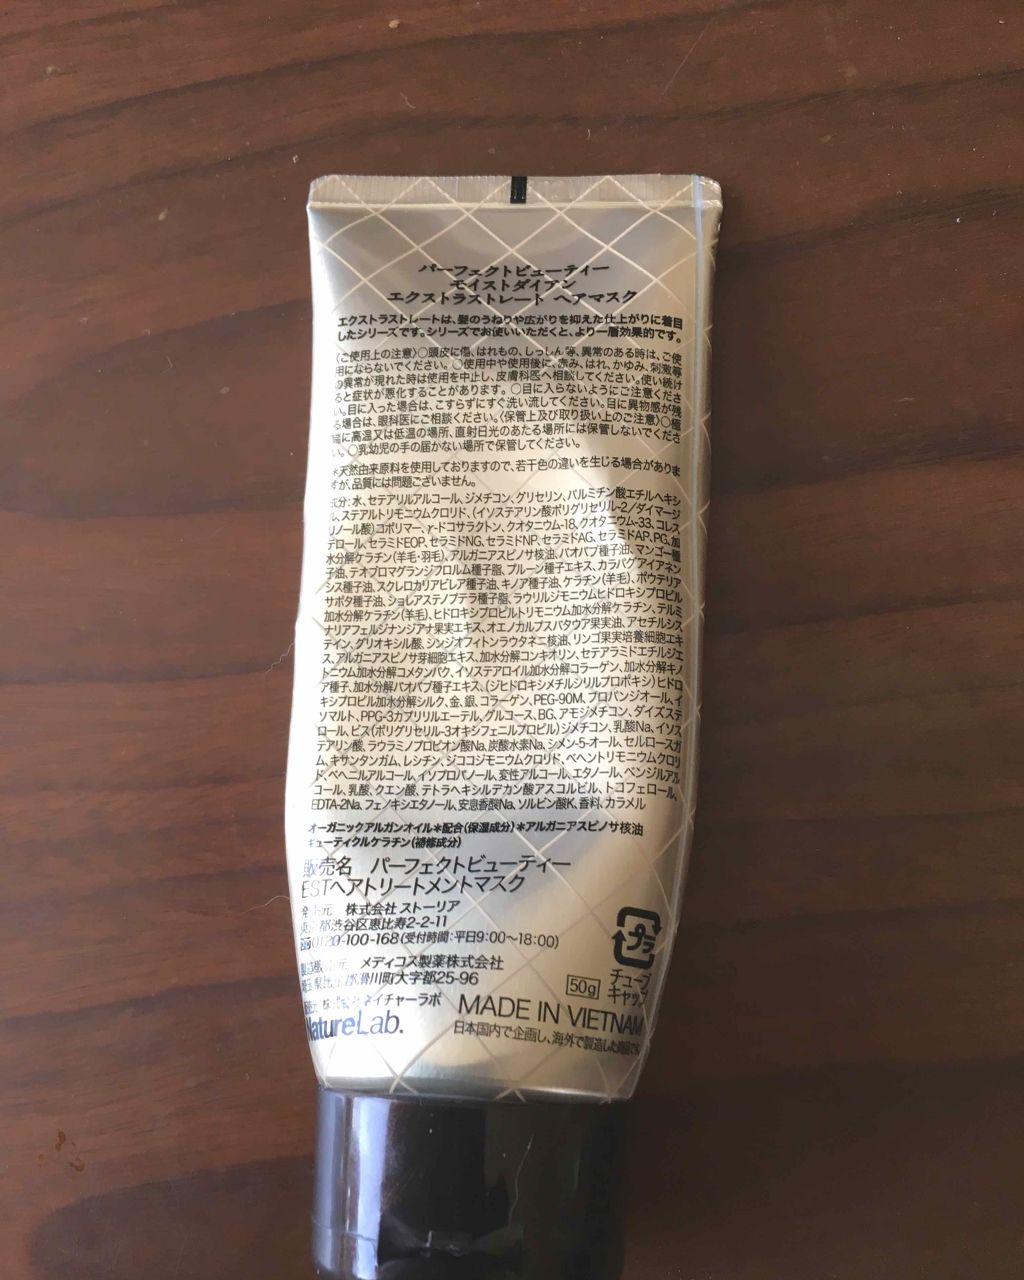 パーフェクトビューティー
モイストダイアン
エクストラストレート ヘアマスク
エクストラストレートは、髪のうねりや広がりを抑えた仕上がりに着目
したシリーズです。シリーズでお使いいただくと、より一層効果的です。
〈ご使用上の注意〉○頭皮に傷、はれもの、しっしん等、異常のある時は、ご使
用にならないでください。○使用中や使用後に、赤み、はれ、かゆみ、刺激等
の異常が現れた時は使用を中止し、皮膚科医へ相談してください。使い続け
ると症状が悪化することがあります。○目に入らないようにご注意くださ
い。目に入った場合は、こすらずにすぐ洗い流してください。目に異物感が残
る場合は、眼科医にご相談ください。〈保管上及び取り扱い上のご注意〉○極
端に高温又は低温の場所、直射日光のあたる場所には保管しないでくださ
い。○乳幼児の手の届かない場所で保管してください。
*天然由来原料を使用しておりますので、若干色の違いを生じる場合がありま
すが、品質には問題ございません。
成分:水、セテアリルアルコール、ジメチコン、グリセリン、パルミチン酸エチルヘキシ
ル、ステアルトリモニウムクロリド、(イソステアリン酸ポリグリセリル-2/ダイマージ
リノール酸)コポリマー、γ-ドコサラクトン、クオタニウム-18、クオタニウム-33、コレス
テロール、セラミドEOP、セラミドNG、セラミドNP、セラミドAG、セラミドAP、PG、加
水分解ケラチン(羊毛・羽毛)、アルガニアスピノサ核油、バオバブ種子油、マンゴー種
子油、テオブロマグランジフロルム種子脂、プルーン種子エキス、カラパグアイアネン
シス種子油、スクレロカリアビレア種子油、キノア種子油、ケラチン(羊毛)、ポウテリア
サポタ種子油、ショレアステノプテラ種子脂、ラウリルジモニウムヒドロキシプロピル
加水分解ケラチン(羊毛)、ヒドロキシプロピルトリモニウム加水分解ケラチン、テルミ
ナリアフェルジナンジアナ果実エキス、オエノカルプスバタウア果実油、アセチルシス
テイン、グリオキシル酸、シンジオフィトンラウタネニ核油、リンゴ果実培養細胞エキ
ス、アルガニアスピノサ芽細胞エキス、加水分解コンキオリン、セテアラミドエチルジエ
トニウム加水分解コメタンパク、イソステアロイル加水分解コラーゲン、加水分解キノ
ア種子、加水分解バオバブ種子エキス、(ジヒドロキシメチルシリルプロポキシ)ヒドロ
キシプロピル加水分解シルク、金、銀、コラーゲン、PEG-90M、プロパンジオール、イ
ソマルト、PPG-3カプリリルエーテル、グルコース、BG、アモジメチコン、ダイズステ
ロール、ビス(ポリグリセリル-3オキシフェニルプロピル)ジメチコン、乳酸Na、イソス
テアリン酸、ラウラミノプロピオン酸Na、炭酸水素Na、シメン-5-オール、セルロースガ
ム、キサンタンガム、レシチン、ジココジモニウムクロリド、ベヘントリモニウムクロリ
ド、ベヘニルアルコール、イソプロパノール、変性アルコール、エタノール、ベンジルアル
コール、乳酸、クエン酸、テトラヘキシルデカン酸アスコルビル、トコフェロール、
EDTA-2Na、フェノキシエタノール、安息香酸Na、ソルビン酸K、香料、カラメル
オーガニックアルガンオイル*配合(保湿成分)*アルガニアスピノサ核油
キューティクルケラチン(補修成分)
販売名 パーフェクトビューティー
ESTヘアトリートメントマスク
発売元 株式会社 ストーリア
東京都渋谷区恵比寿2-2-11
0120-100-168(受付時間:平日9:00~18:00)
製造販売元 メディコス製薬株式会社
埼玉県比企郡滑川町大字都25-96
株式会社ネイチャーラボ
NatureLab.
プラ
チューブ
キャップ
50g
MADE IN VIETNAM
日本国内で企画し、海外で製造した商品です。